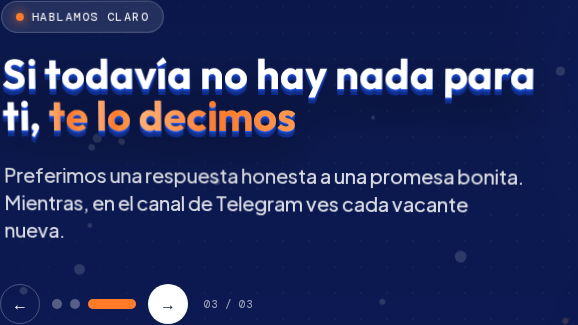 HABLAMOS CLARO
Si todavía no hay nada para
ti, te lo decimos
Preferimos una respuesta honesta a una promesa bonita.
Mientras, en el canal de Telegram ves cada vacante
nueva.
← → 03 / 03